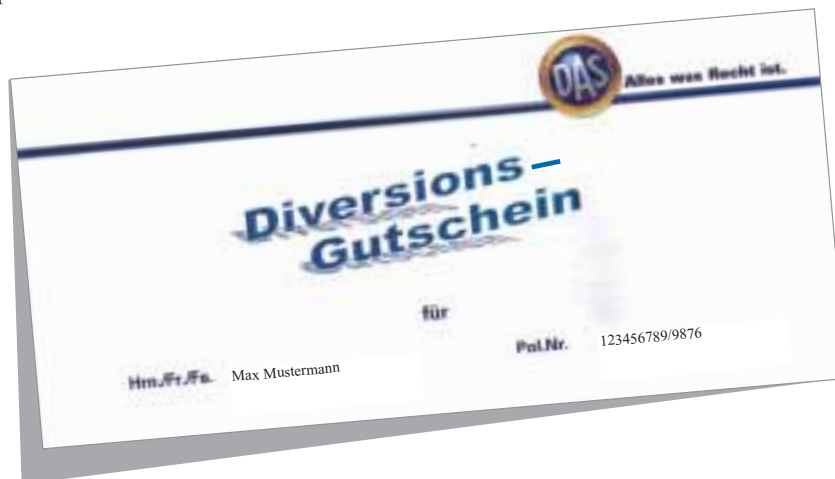 DAS
Alles was Recht ist.
Diversions-
Gutschein
für
Hrn./Fr./Fa. Max Mustermann
Pol.Nr. 123456789/9876